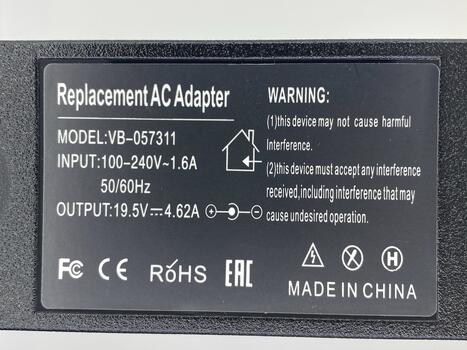 Replacement AC Adapter
MODEL:VB-057311
INPUT:100-240V~1.6A
50/60Hz
OUTPUT:19.5V⎓4.62A
WARNING:
(1)this device may not cause harmful
Interference.
(2)this device must accept any interference
received,including interference that may
cause undesired operation.
FC CE RoHS EAC
H
MADE IN CHINA